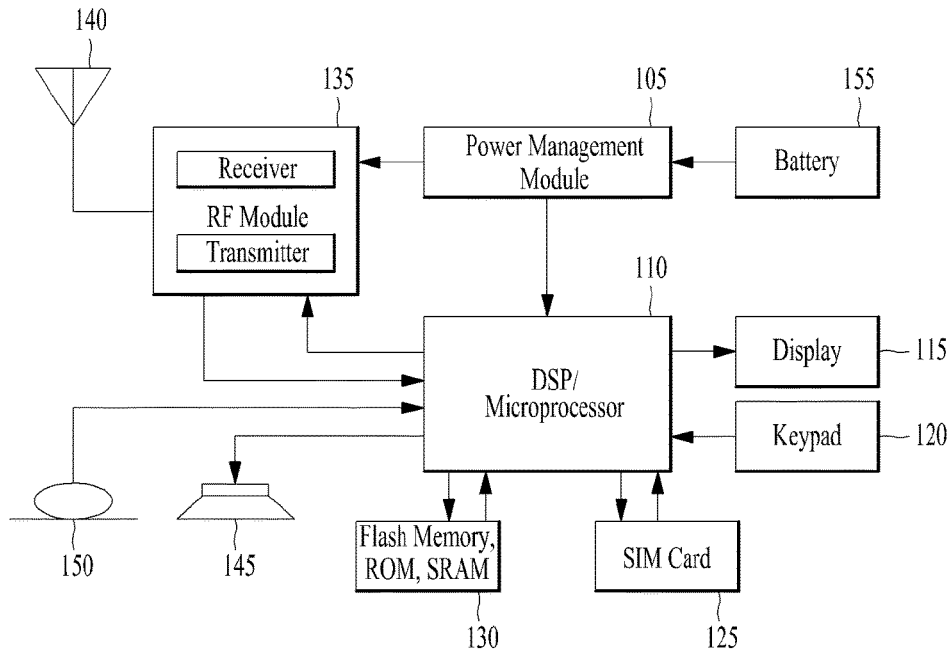 140
135
105
155
Receiver
RF Module
Transmitter
Power Management
Module
Battery
110
DSP/
Microprocessor
Display
115
Keypad
120
150
145
Flash Memory,
ROM, SRAM
130
SIM Card
125